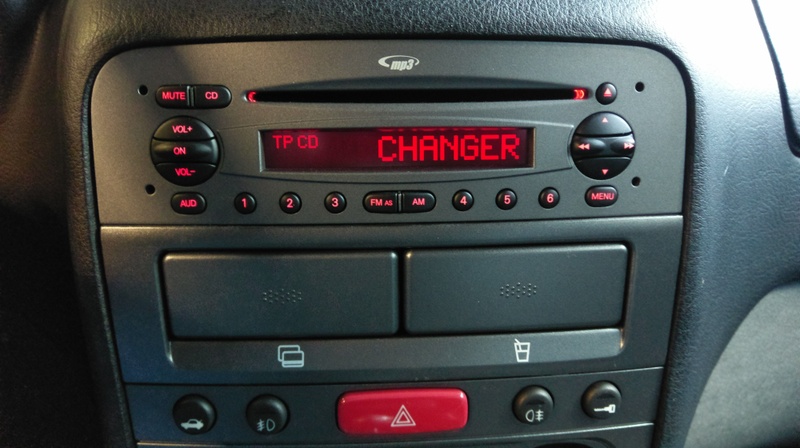 mp3
MUTE CD
VOL+
ON
VOL-
TP CD CHANGER
AUD 1 2 3 FM AS AM 4 5 6 MENU